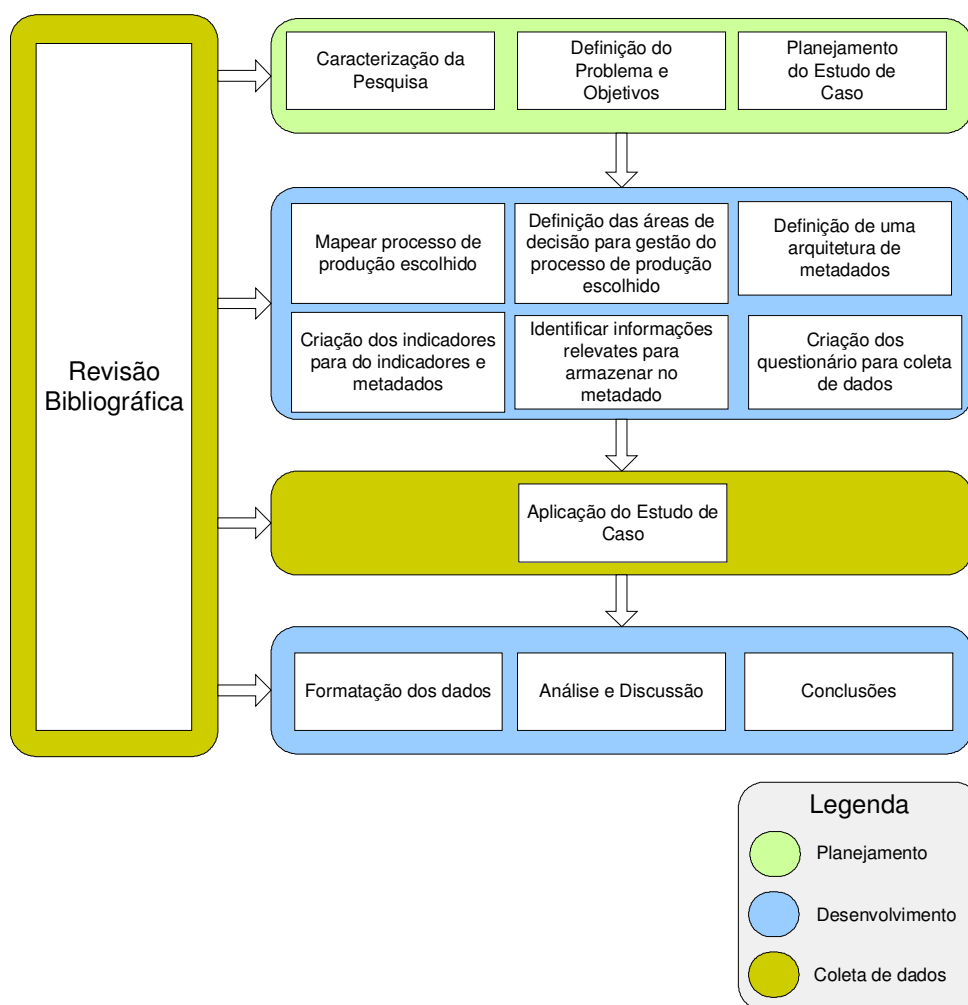 Revisão
Bibliográfica
Caracterização da
Pesquisa
Definição do
Problema e
Objetivos
Planejamento
do Estudo de
Caso
Mapear processo de
produção escolhido
Definição das áreas de
decisão para gestão do
processo de produção
escolhido
Definição de uma
arquitetura de
metadados
Criação dos indicadores
para do indicadores e
metadados
Identificar informações
relevates para
armazenar no
metadado
Criação dos
questionário para coleta
de dados
Aplicação do Estudo de
Caso
Formatação dos dados
Análise e Discussão
Conclusões
Legenda
Planejamento
Desenvolvimento
Coleta de dados